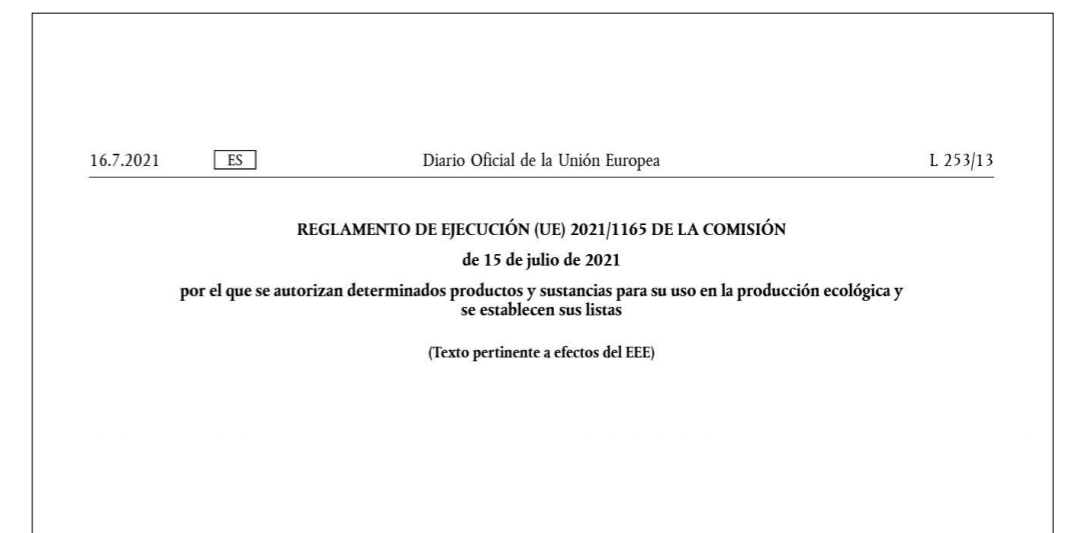 16.7.2021 ES Diario Oficial de la Unión Europea L 253/13
REGLAMENTO DE EJECUCIÓN (UE) 2021/1165 DE LA COMISIÓN
de 15 de julio de 2021
por el que se autorizan determinados productos y sustancias para su uso en la producción ecológica y
se establecen sus listas
(Texto pertinente a efectos del EEE)